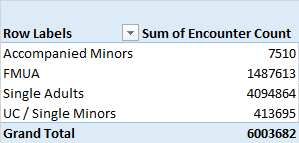 Row Labels Sum of Encounter Count
Accompanied Minors 7510
FMUA 1487613
Single Adults 4094864
UC / Single Minors 413695
Grand Total 6003682